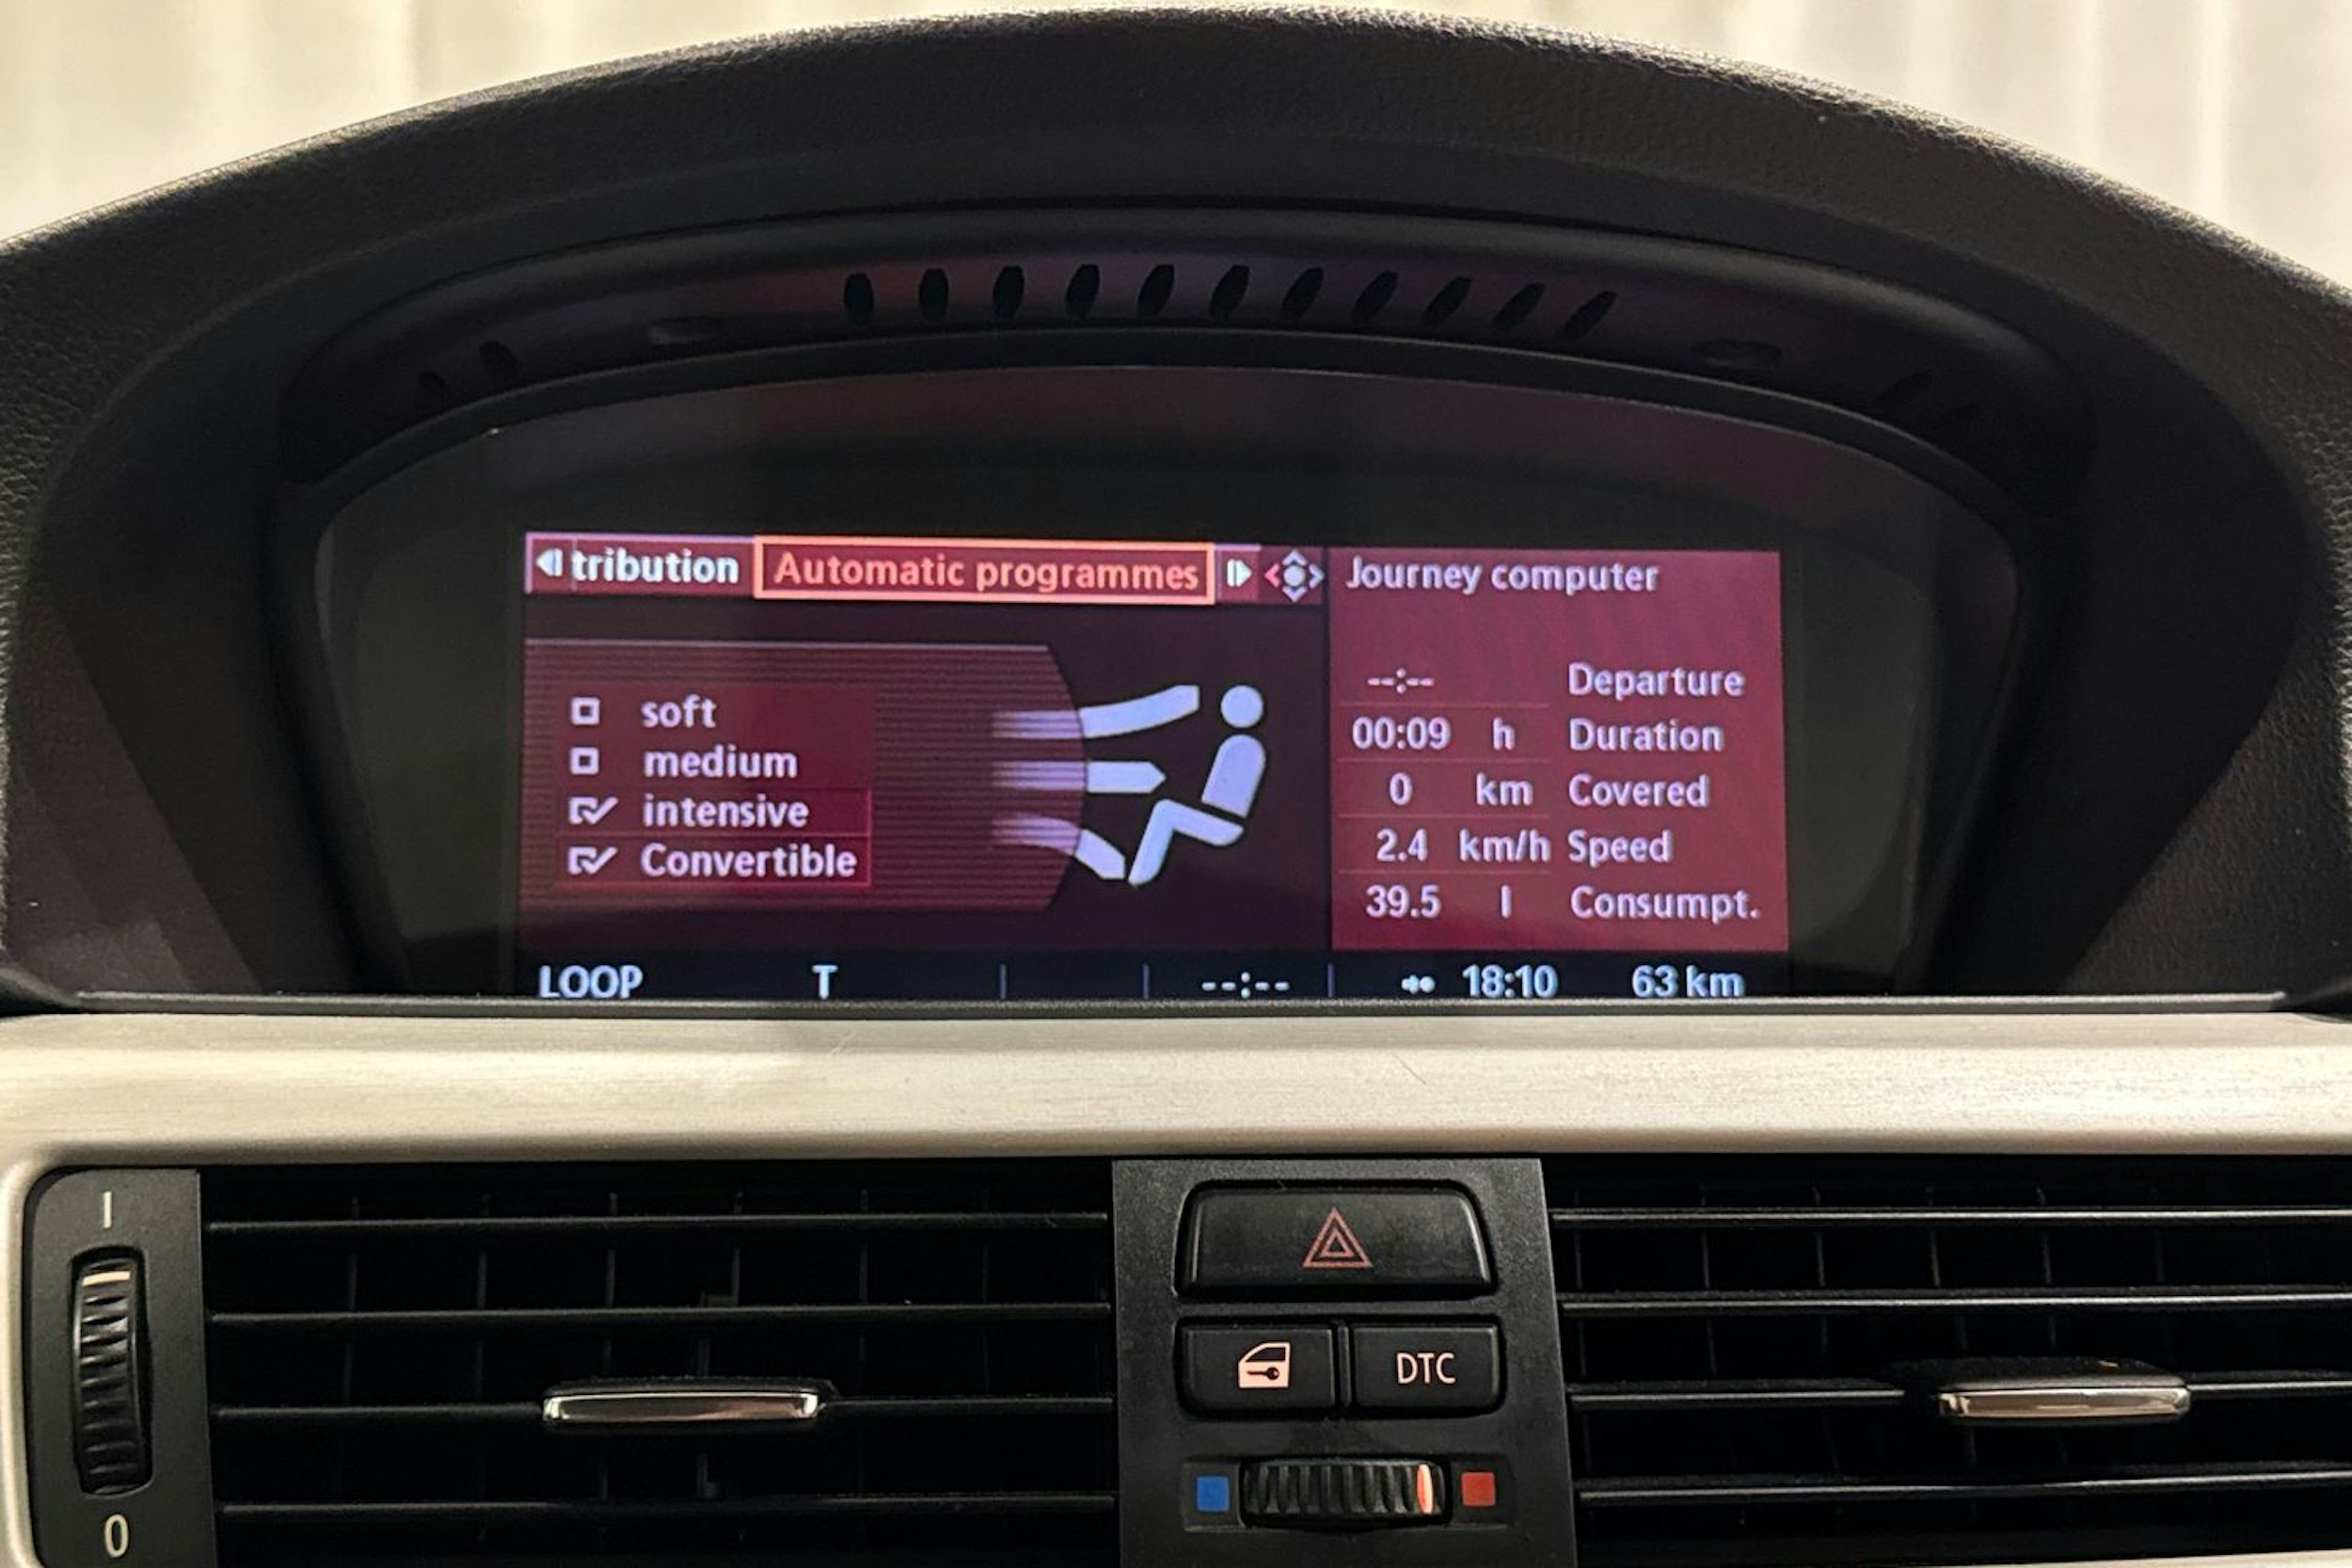 tribution Automatic programmes
soft
medium
intensive
Convertible
Journey computer
--:-- Departure
00:09 h Duration
0 km Covered
2.4 km/h Speed
39.5 l Consumpt.
LOOP T --:-- 18:10 63 km
I
0
DTC